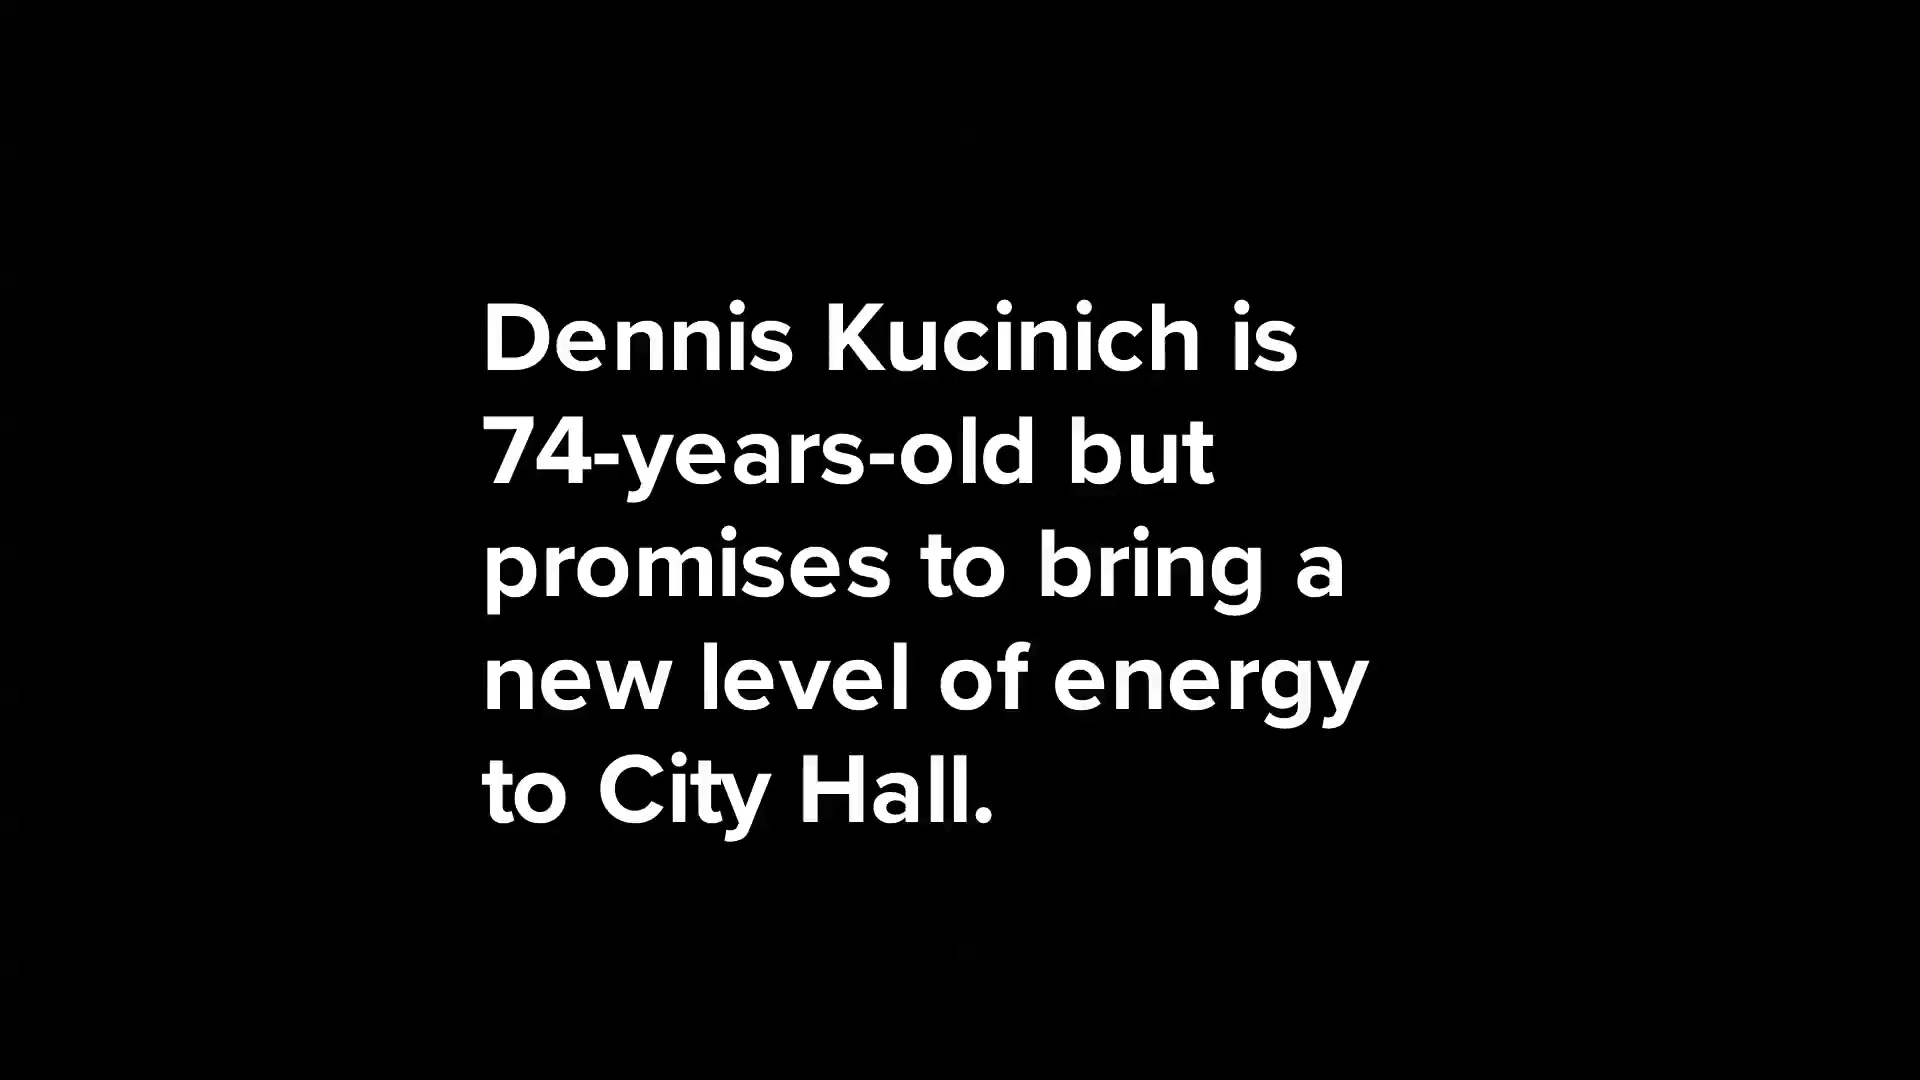 Dennis Kucinich is
74-years-old but
promises to bring a
new level of energy
to City Hall.